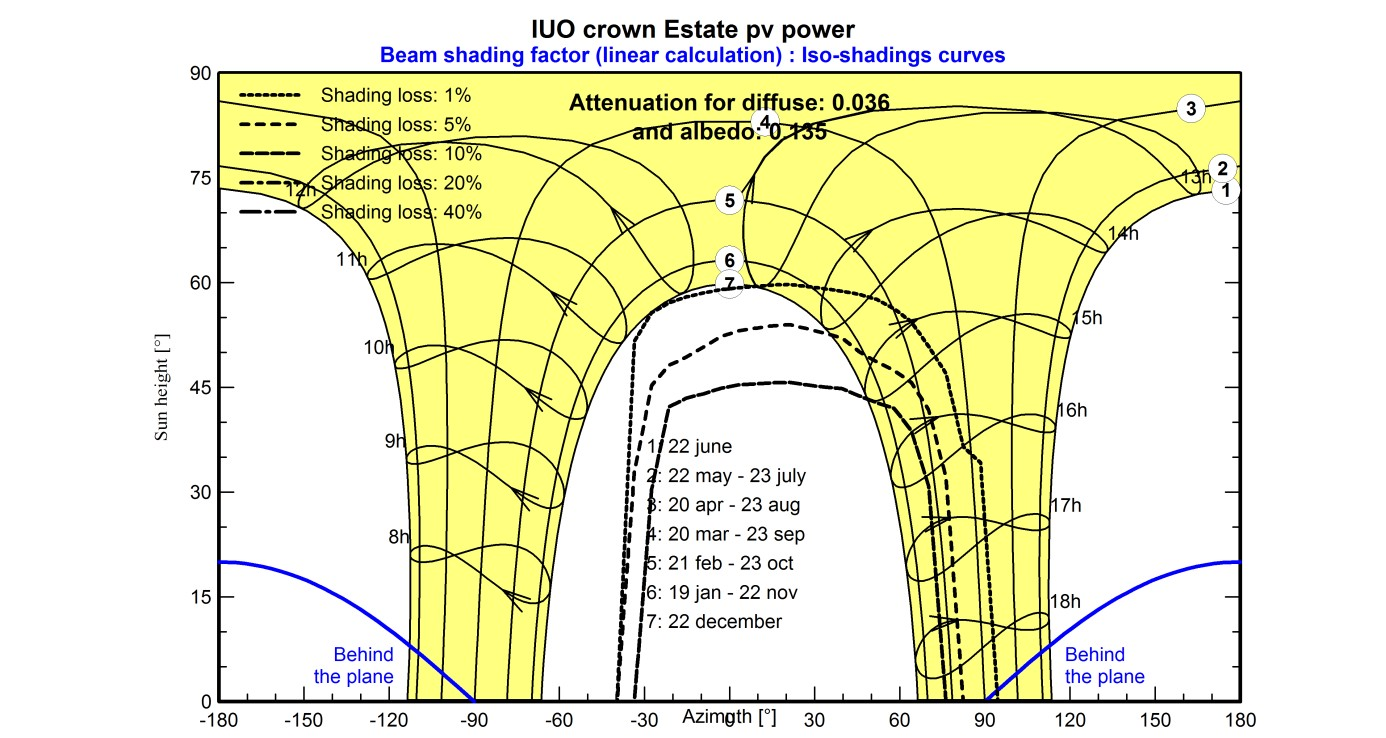 IUO crown Estate pv power
Beam shading factor (linear calculation) : Iso-shadings curves
90
75
60
45
30
15
0
Sun height [°]
Shading loss: 1%
Shading loss: 5%
Shading loss: 10%
Shading loss: 20%
Shading loss: 40%
Attenuation for diffuse: 0.036
and albedo: 0.135
4
3
2
1
5
6
7
12h
11h
10h
9h
8h
13h
14h
15h
16h
17h
18h
1: 22 june
2: 22 may - 23 july
3: 20 apr - 23 aug
4: 20 mar - 23 sep
5: 21 feb - 23 oct
6: 19 jan - 22 nov
7: 22 december
Behind
the plane
Behind
the plane
-180 -150 -120 -90 -60 -30 0 30 60 90 120 150 180
Azimuth [°]